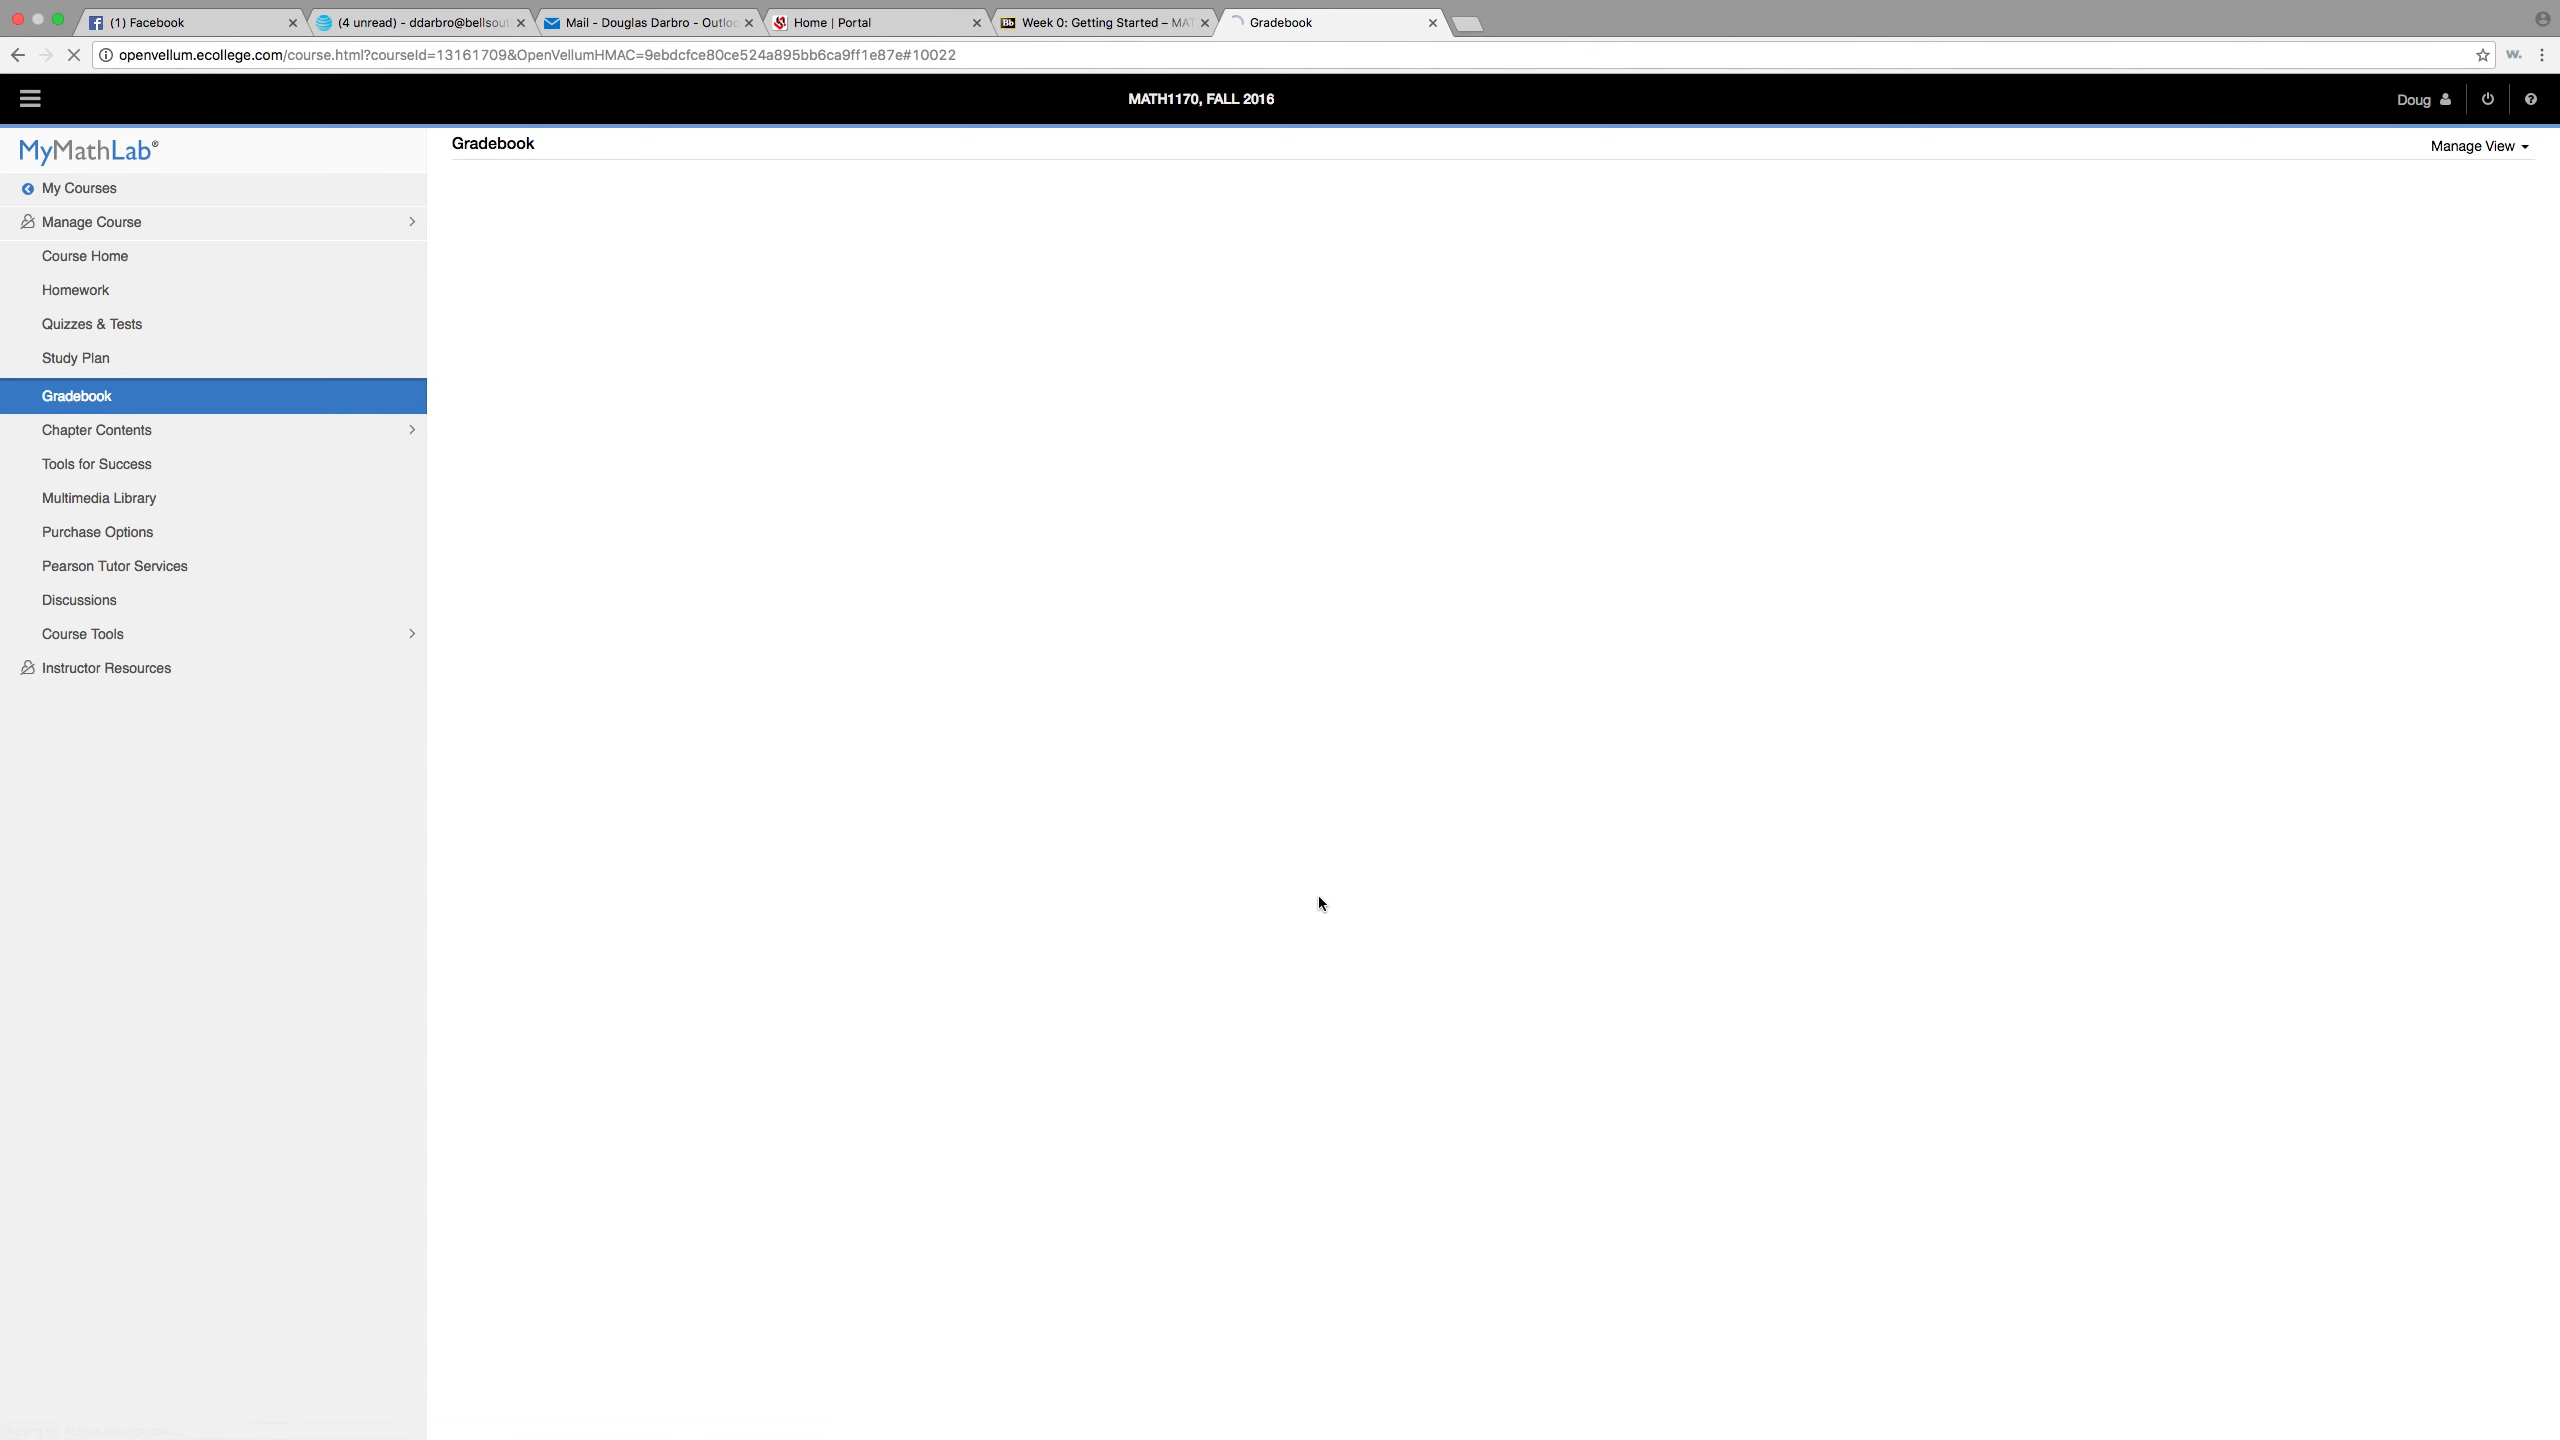 (1) Facebook
(4 unread) - ddarbro@bellsout
Mail - Douglas Darbro - Outloo
Home | Portal
Week 0: Getting Started – MAT
Gradebook
openvellum.ecollege.com/course.html?courseId=13161709&OpenVellumHMAC=9ebdcfce80ce524a895bb6ca9ff1e87e#10022
w.
MATH1170, FALL 2016
Doug
MyMathLab®
Gradebook
Manage View
My Courses
Manage Course
Course Home
Homework
Quizzes & Tests
Study Plan
Gradebook
Chapter Contents
Tools for Success
Multimedia Library
Purchase Options
Pearson Tutor Services
Discussions
Course Tools
Instructor Resources